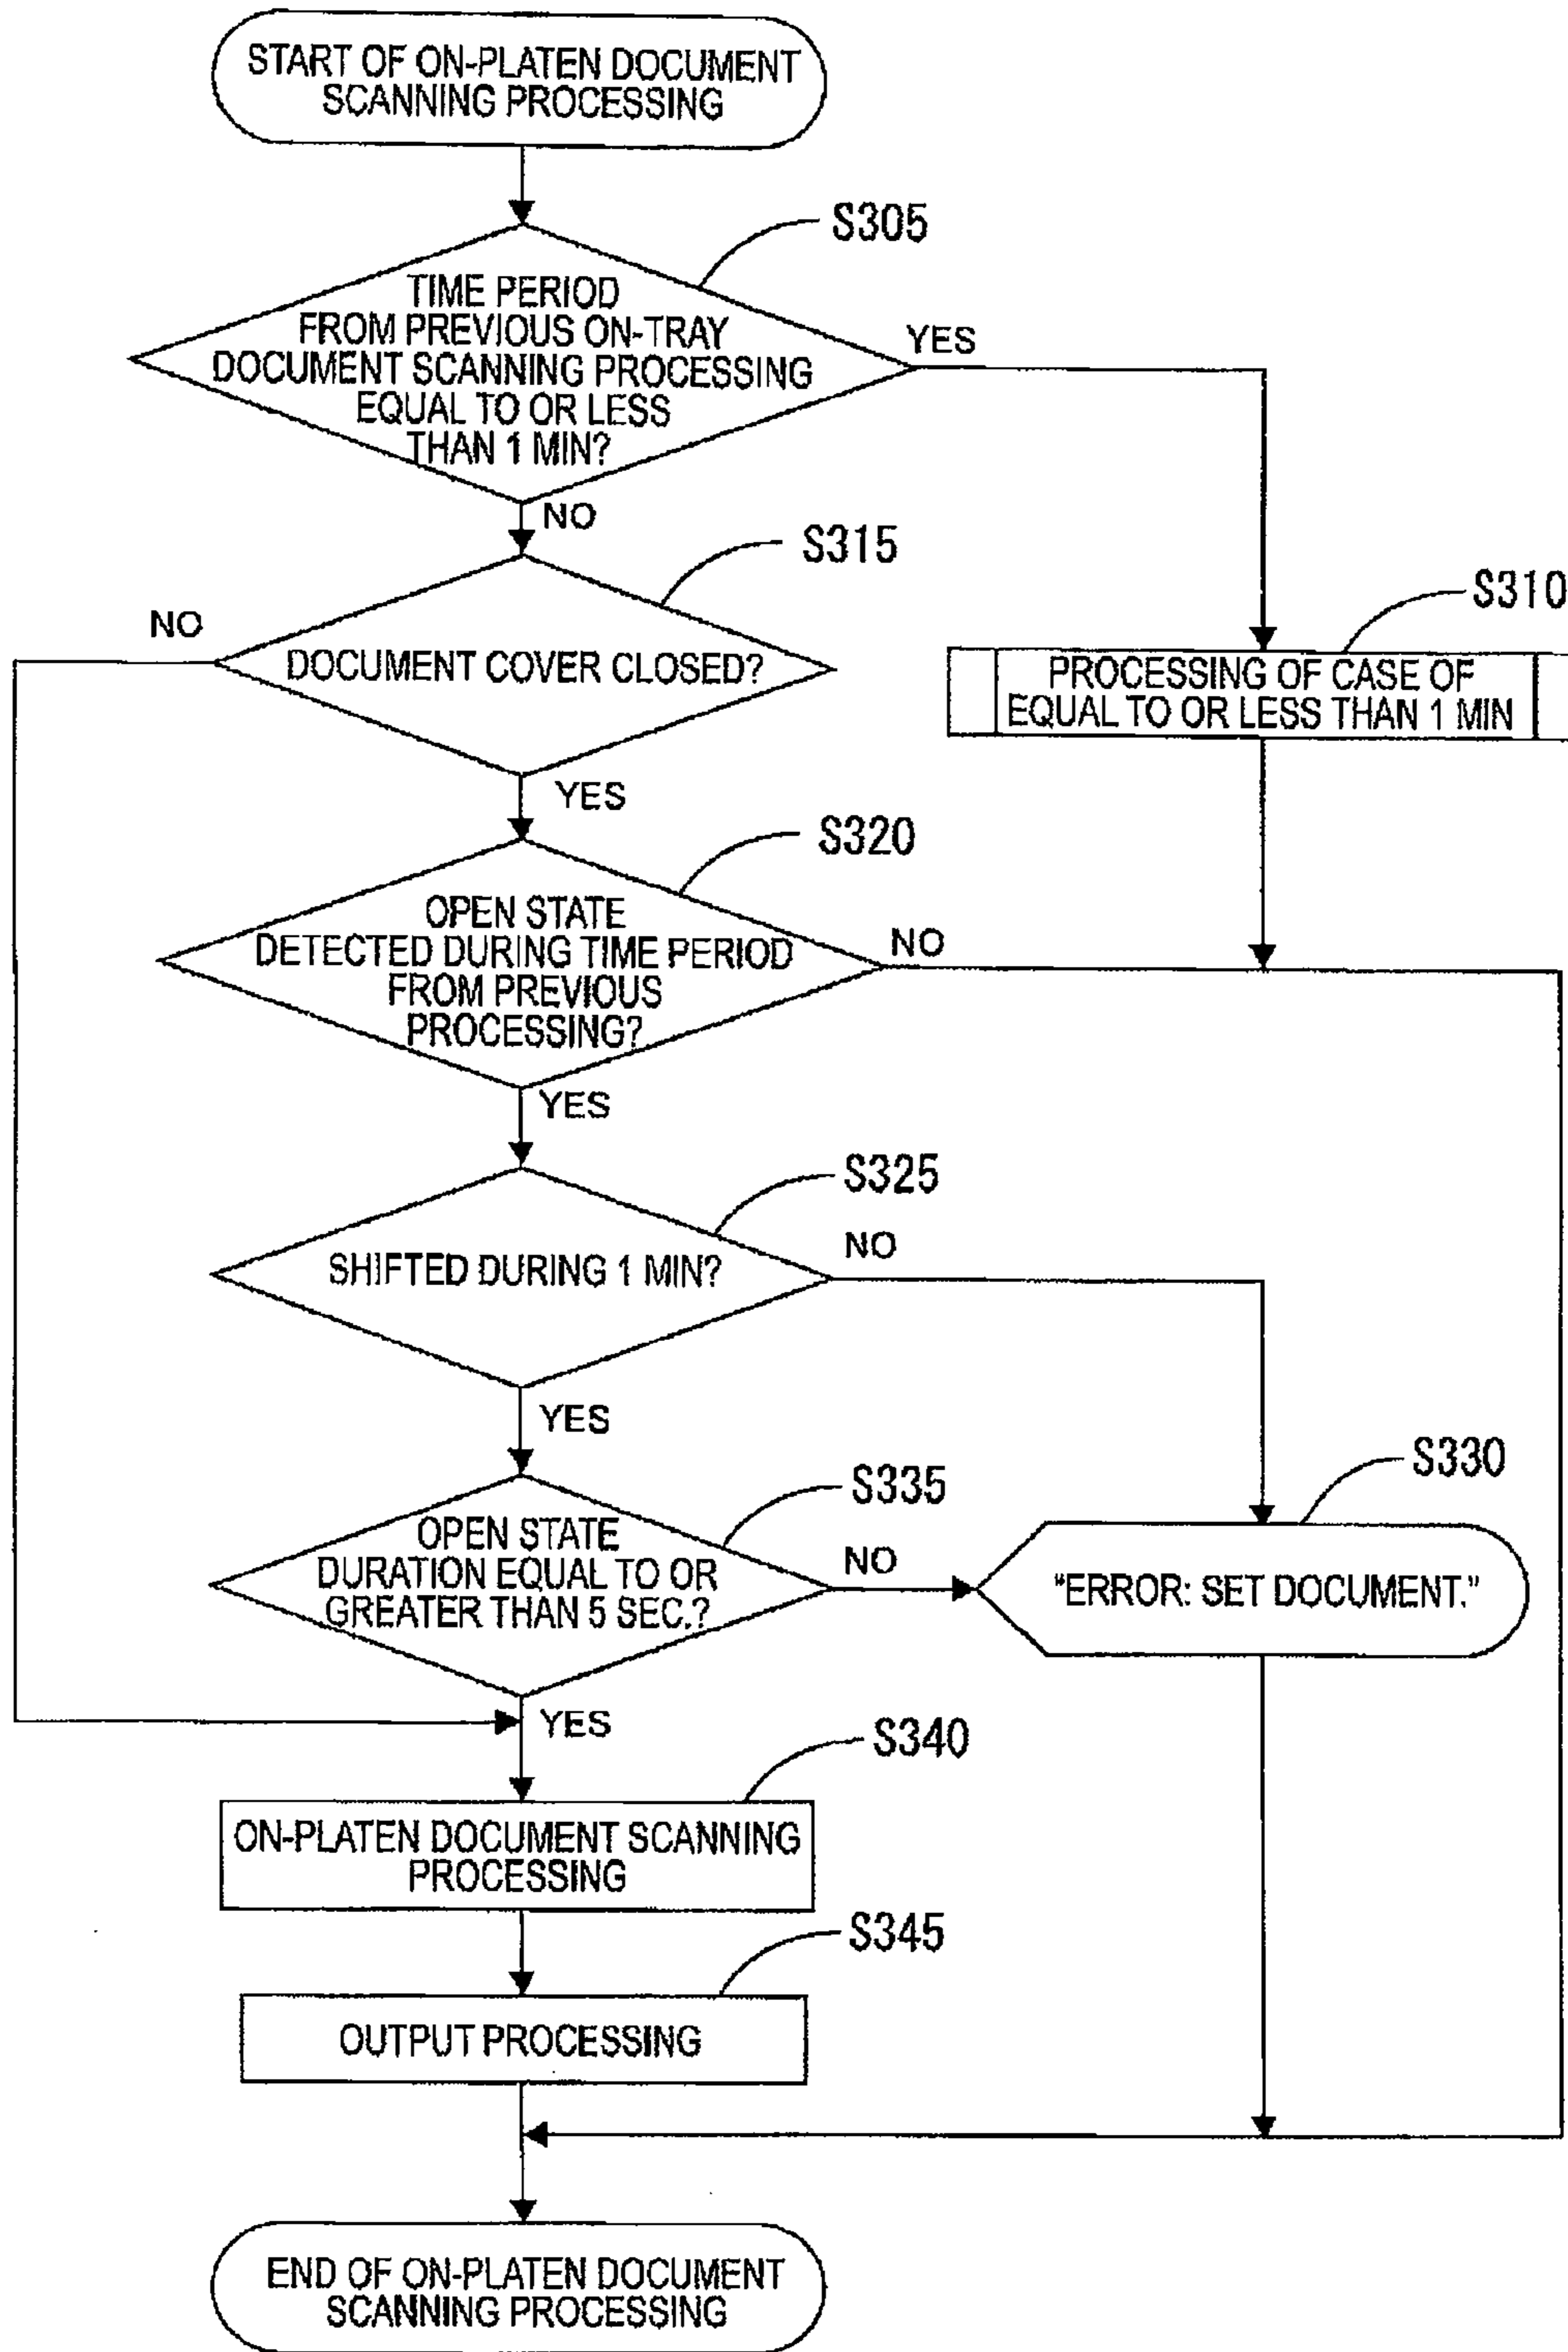 START OF ON-PLATEN DOCUMENT
SCANNING PROCESSING
S305
TIME PERIOD
FROM PREVIOUS ON-TRAY
DOCUMENT SCANNING PROCESSING
EQUAL TO OR LESS
THAN 1 MIN?
YES
NO
S315
NO
DOCUMENT COVER CLOSED?
S310
PROCESSING OF CASE OF
EQUAL TO OR LESS THAN 1 MIN
YES
S320
OPEN STATE
DETECTED DURING TIME PERIOD
FROM PREVIOUS
PROCESSING?
NO
YES
S325
SHIFTED DURING 1 MIN?
NO
YES
S335
OPEN STATE
DURATION EQUAL TO OR
GREATER THAN 5 SEC.?
NO
S330
"ERROR: SET DOCUMENT."
YES
S340
ON-PLATEN DOCUMENT SCANNING
PROCESSING
S345
OUTPUT PROCESSING
END OF ON-PLATEN DOCUMENT
SCANNING PROCESSING